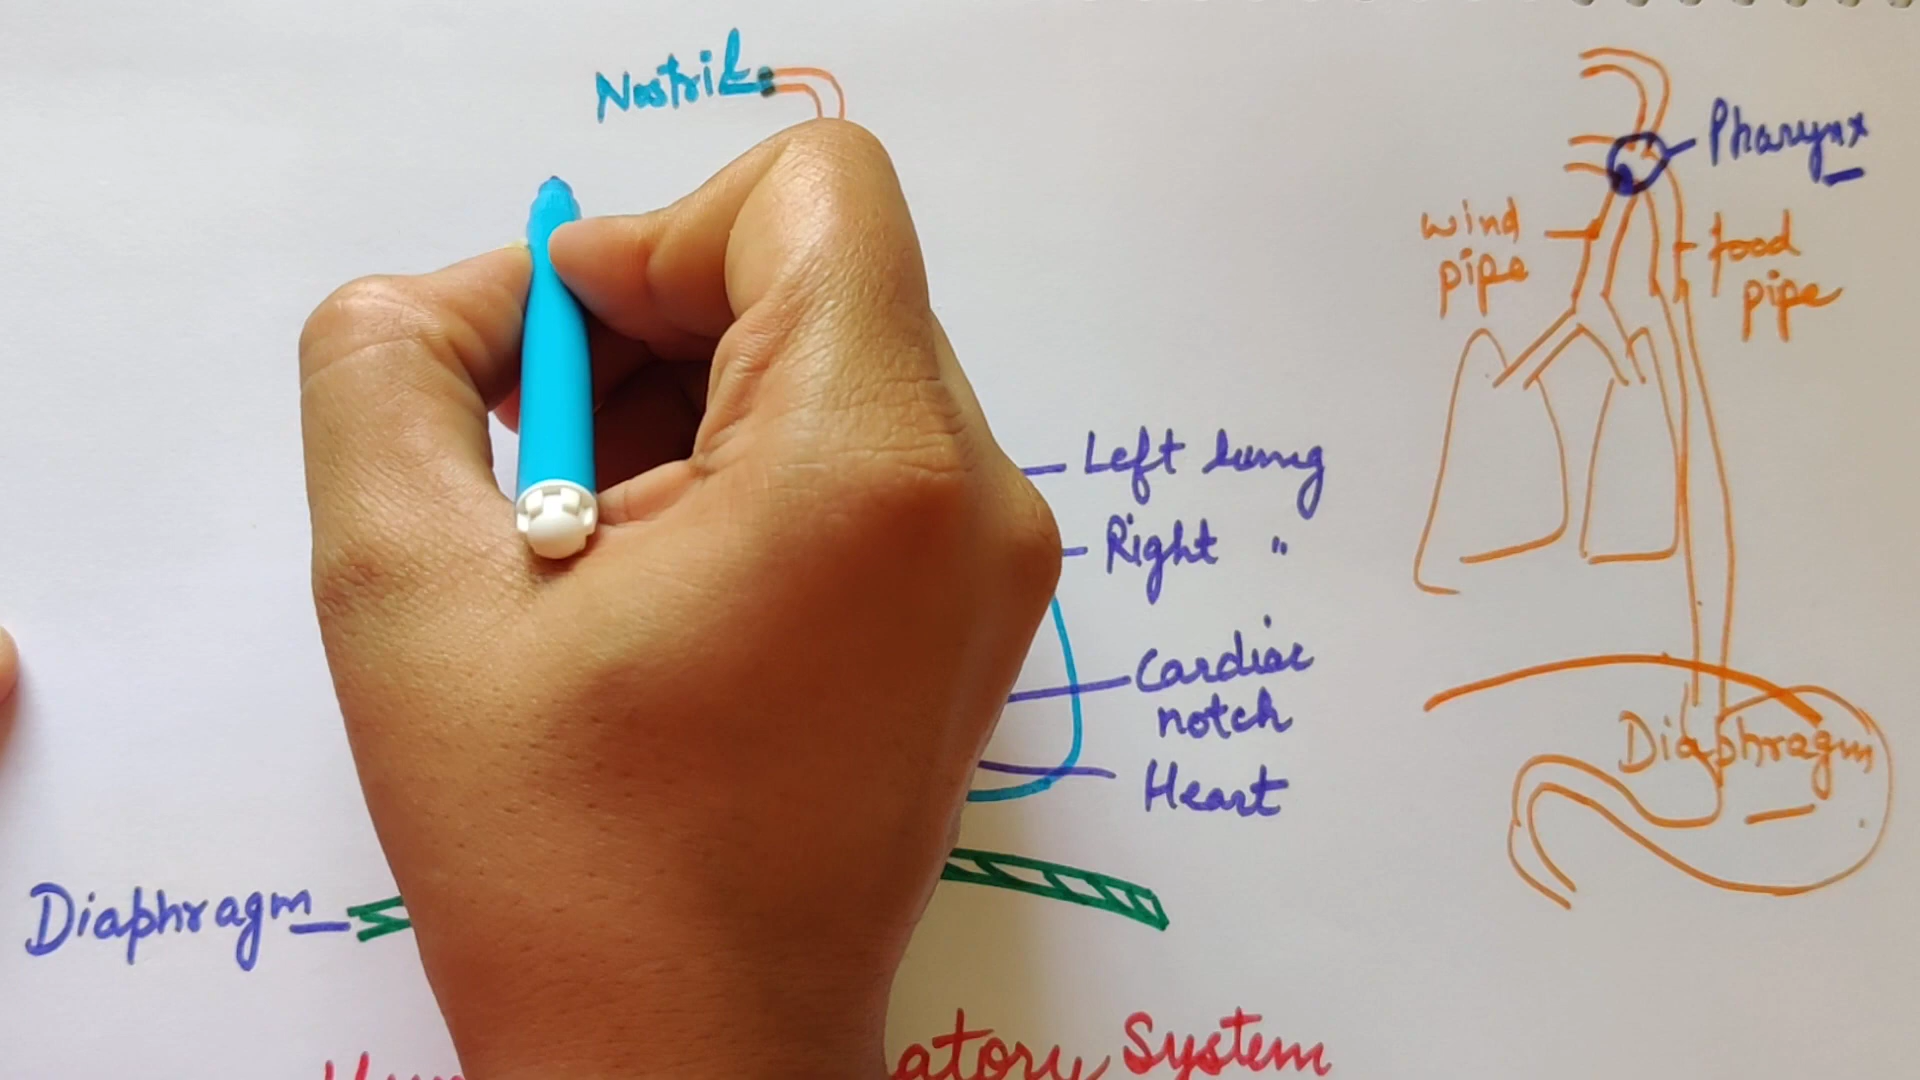 Nostril
Pharynx
wind
pipe
food
pipe
Left lung
Right "
Cardiac
notch
Heart
Diaphragm
Diaphragm
System